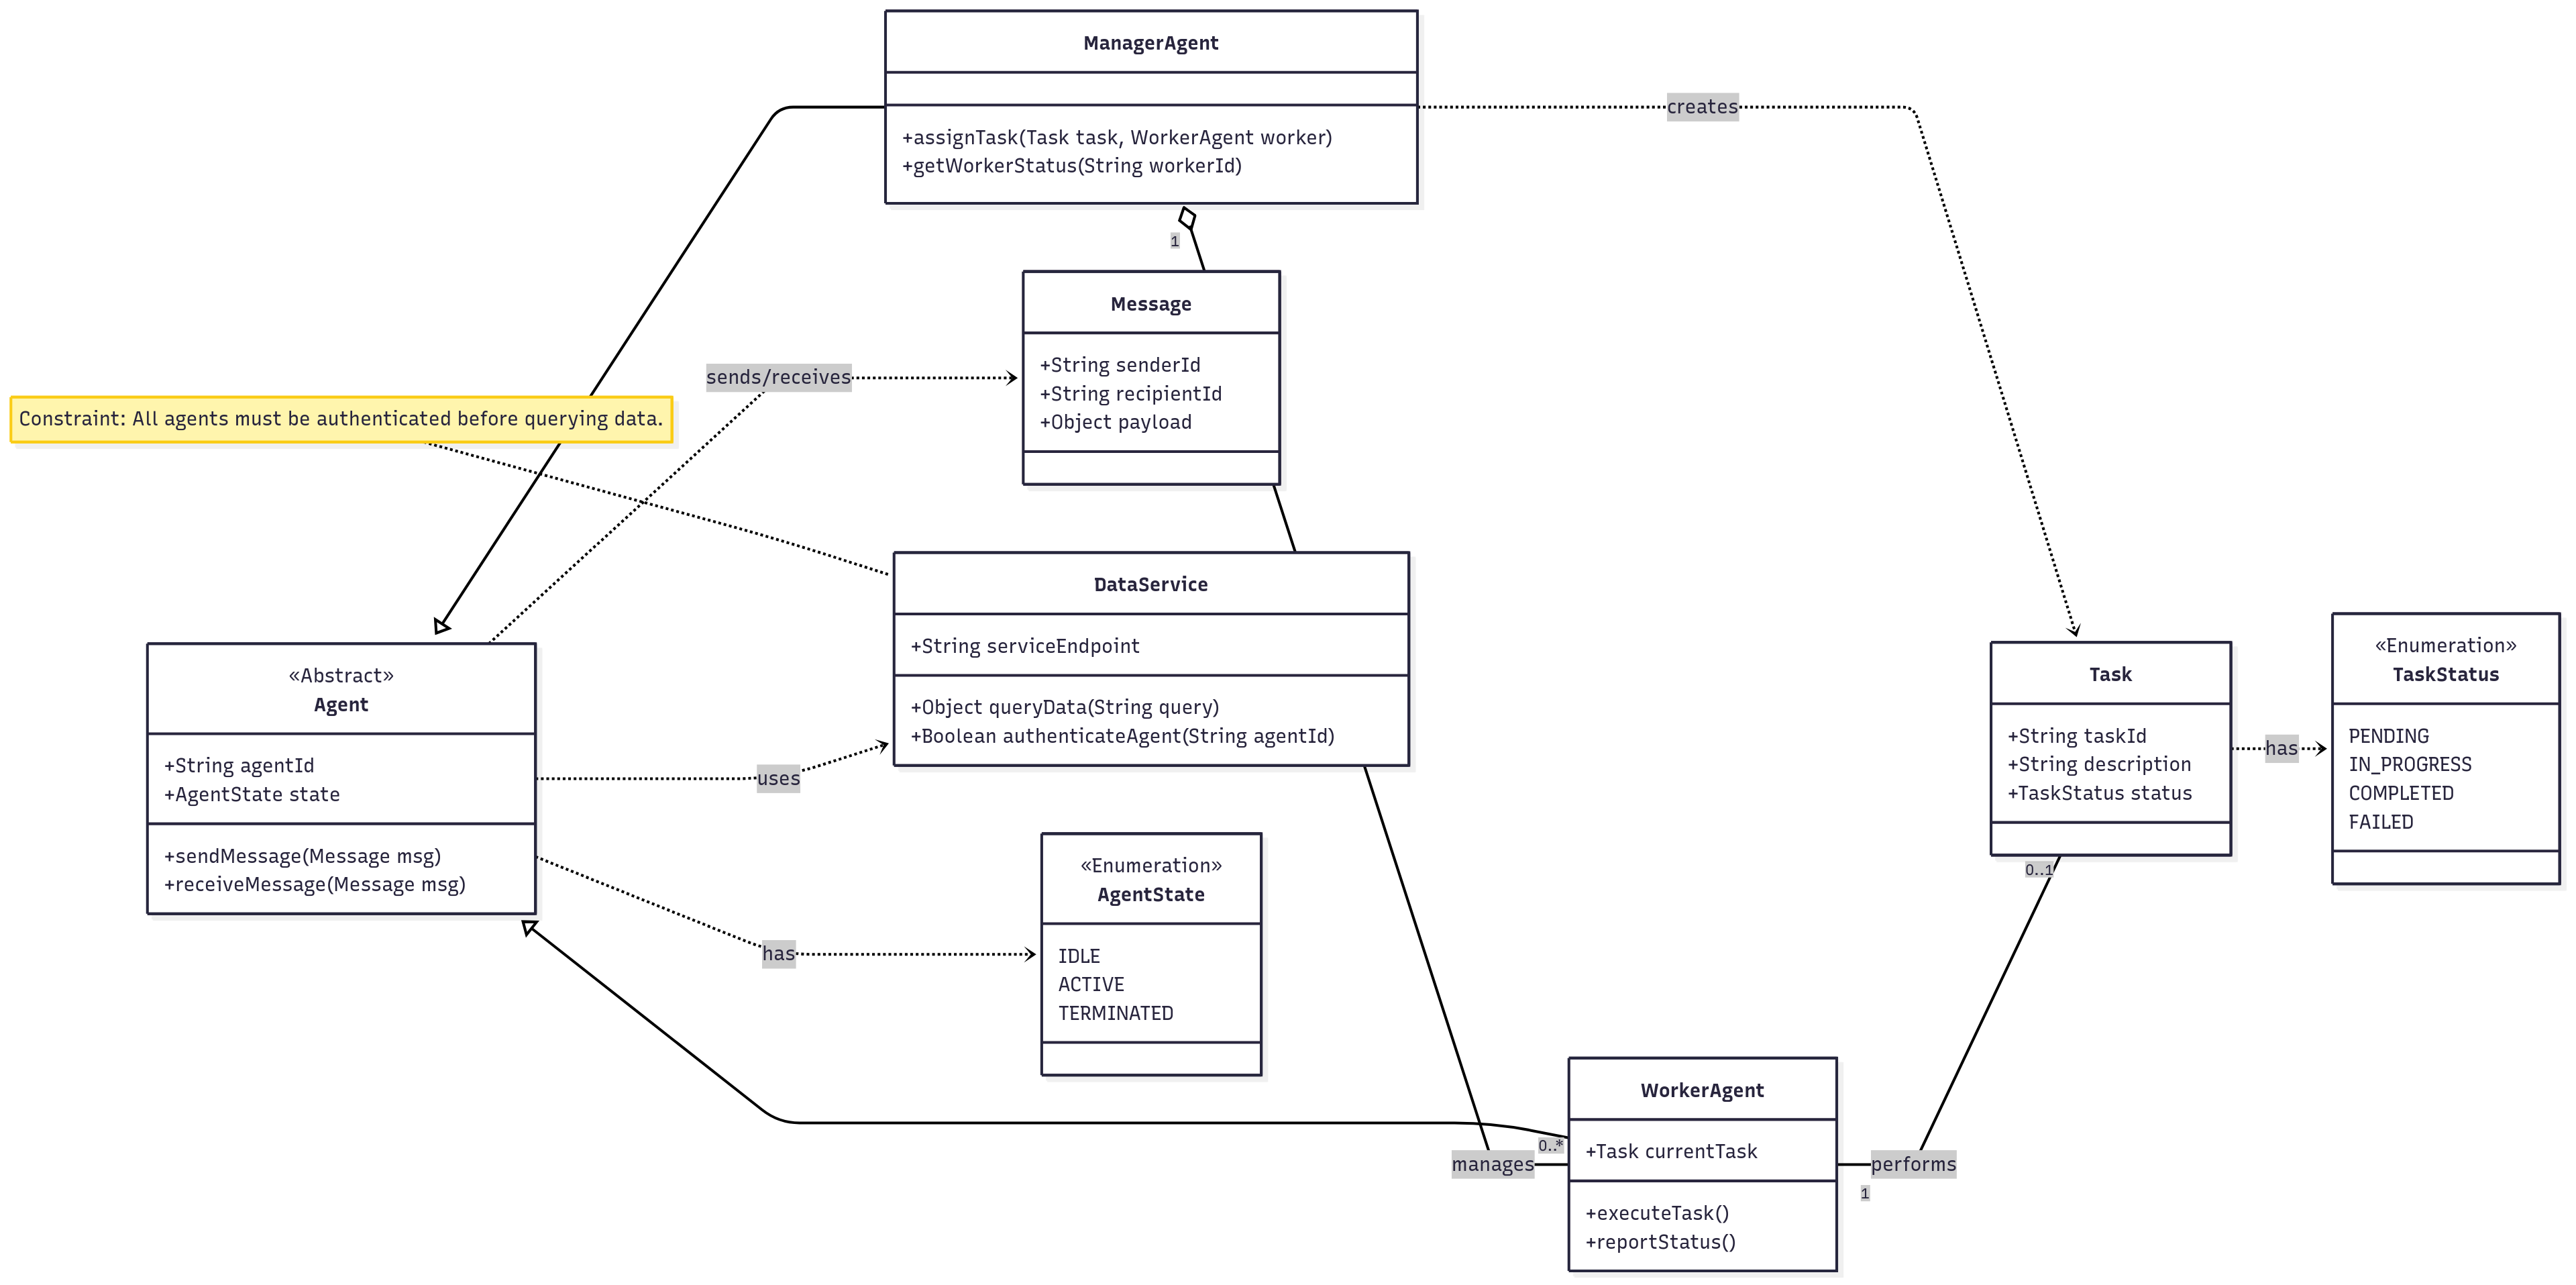 ManagerAgent
+assignTask(Task task, WorkerAgent worker)
+getWorkerStatus(String workerId)
creates
1
Message
+String senderId
+String recipientId
+Object payload
sends/receives
Constraint: All agents must be authenticated before querying data.
DataService
+String serviceEndpoint
+Object queryData(String query)
+Boolean authenticateAgent(String agentId)
«Abstract»
Agent
+String agentId
+AgentState state
+sendMessage(Message msg)
+receiveMessage(Message msg)
uses
has
«Enumeration»
AgentState
IDLE
ACTIVE
TERMINATED
Task
+String taskId
+String description
+TaskStatus status
has
«Enumeration»
TaskStatus
PENDING
IN_PROGRESS
COMPLETED
FAILED
0..1
WorkerAgent
+Task currentTask
+executeTask()
+reportStatus()
0..*
manages
performs
1